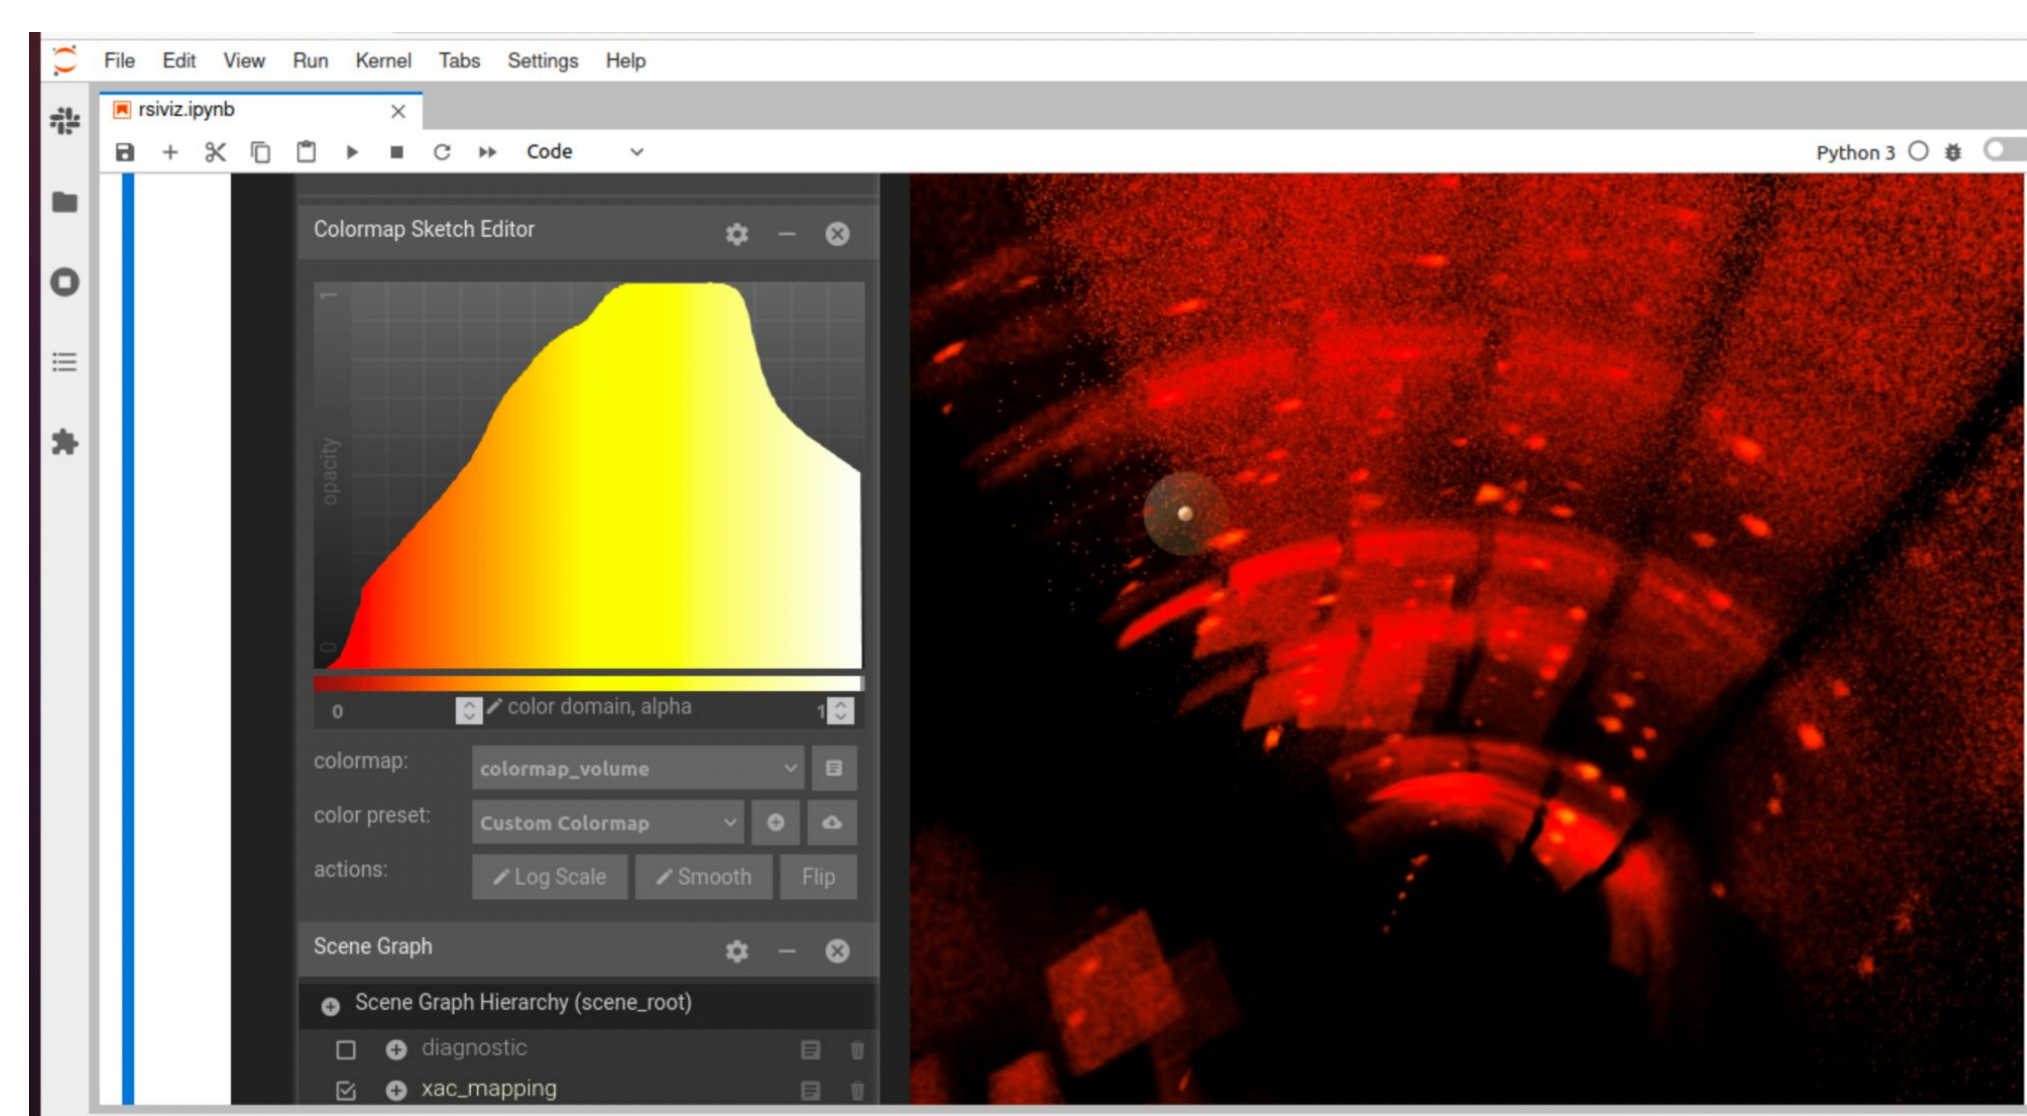 File Edit View Run Kernel Tabs Settings Help
rsiviz.ipynb
Code
Python 3
Colormap Sketch Editor
1
opacity
0
0 color domain, alpha 1
colormap: colormap_volume
color preset: Custom Colormap
actions: Log Scale Smooth Flip
Scene Graph
Scene Graph Hierarchy (scene_root)
diagnostic
xac_mapping